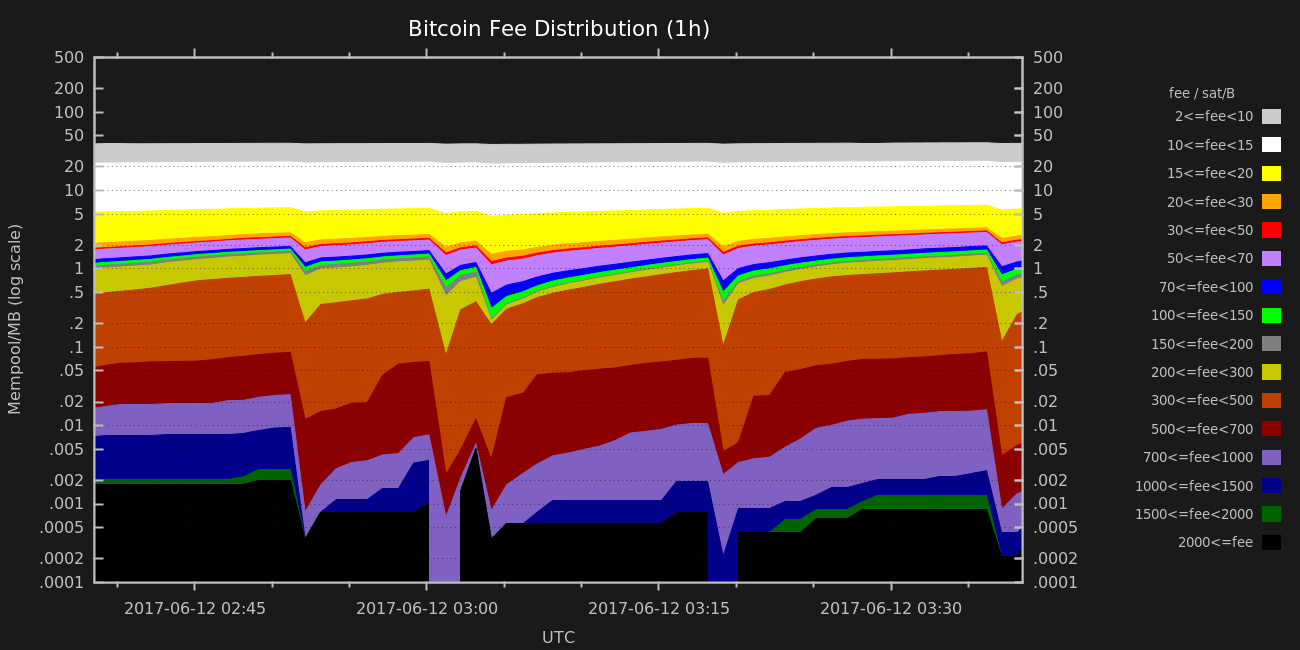 Bitcoin Fee Distribution (1h)
500 500
200 200
100 100
50 50
20 20
10 10
5 5
2 2
1 1
.5 .5
.2 .2
.1 .1
.05 .05
.02 .02
.01 .01
.005 .005
.002 .002
.001 .001
.0005 .0005
.0002 .0002
.0001 .0001
Mempool/MB (log scale)
2017-06-12 02:45 2017-06-12 03:00 2017-06-12 03:15 2017-06-12 03:30
UTC
fee / sat/B
2<=fee<10
10<=fee<15
15<=fee<20
20<=fee<30
30<=fee<50
50<=fee<70
70<=fee<100
100<=fee<150
150<=fee<200
200<=fee<300
300<=fee<500
500<=fee<700
700<=fee<1000
1000<=fee<1500
1500<=fee<2000
2000<=fee